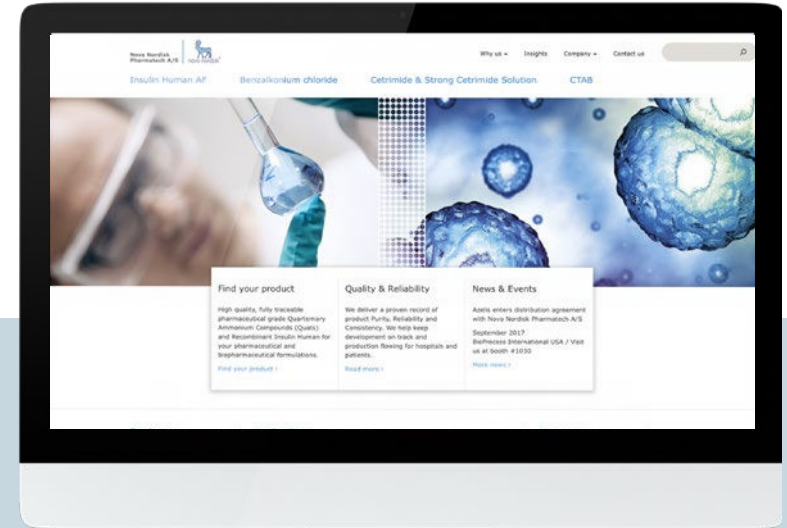 Nove Nordisk
Pharmatech A/S
novo nordisk
Why us
Insights
Company
Contact us
Insulin Human AF
Benzalkonium chloride
Cetrimide & Strong Cetrimide Solution
CTAB
Find your product
High quality, fully traceable
pharmaceutical grade Quarternary
Ammonium Compounds (Quats)
and Recombinant Insulin Human for
your pharmaceutical and
biopharmaceutical formulations.
Find your product ›
Quality & Reliability
We deliver a proven record of
product Purity, Reliability and
Consistency. We help keep
development on track and
production flowing for hospitals and
patients.
Read more ›
News & Events
Azelis enters distribution agreement
with Novo Nordisk Pharmatech A/S
September 2017
BioProcess International USA / Visit
us at booth #1030
More news ›